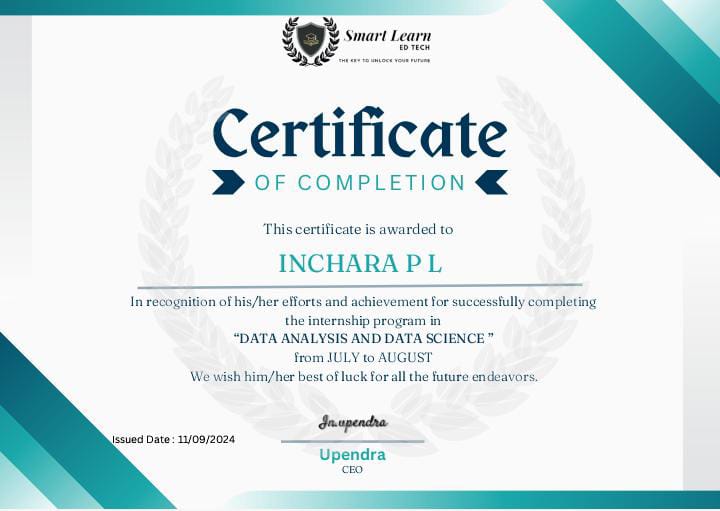 Smart Learn
ED TECH
THE KEY TO UNLOCK YOUR FUTURE
Certificate
OF COMPLETION
This certificate is awarded to
INCHARA P L
In recognition of his/her efforts and achievement for successfully completing
the internship program in
“DATA ANALYSIS AND DATA SCIENCE ”
from JULY to AUGUST
We wish him/her best of luck for all the future endeavors.
Jn.upendra
Issued Date : 11/09/2024
Upendra
CEO